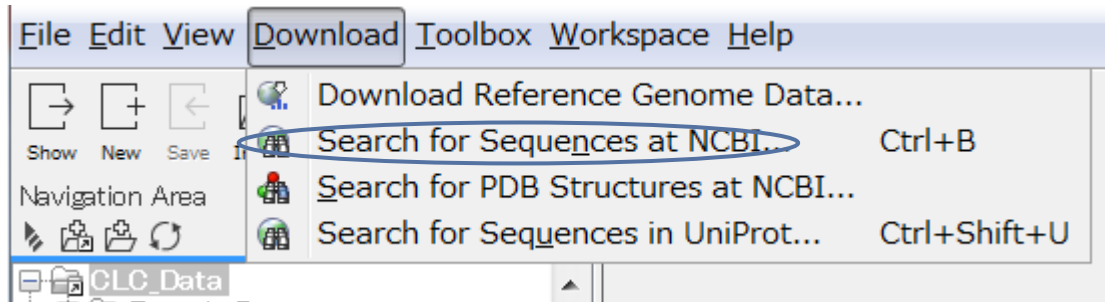 File Edit View Download Toolbox Workspace Help
Download Reference Genome Data...
Search for Sequences at NCBI... Ctrl+B
Search for PDB Structures at NCBI...
Search for Sequences in UniProt... Ctrl+Shift+U
Show New Save
Navigation Area
CLC_Data